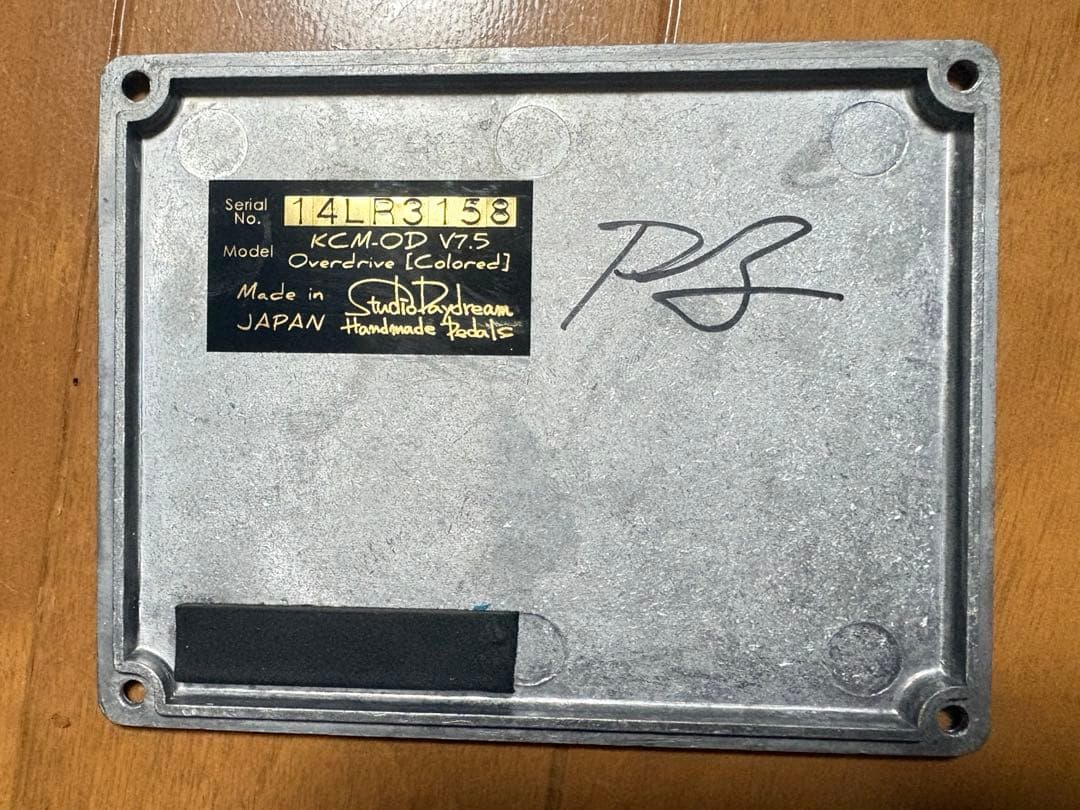 Serial No. 14LR3158
Model KCM-OD V7.5
Overdrive [Colored]
Made in StudioDaydream
JAPAN Handmade Pedals